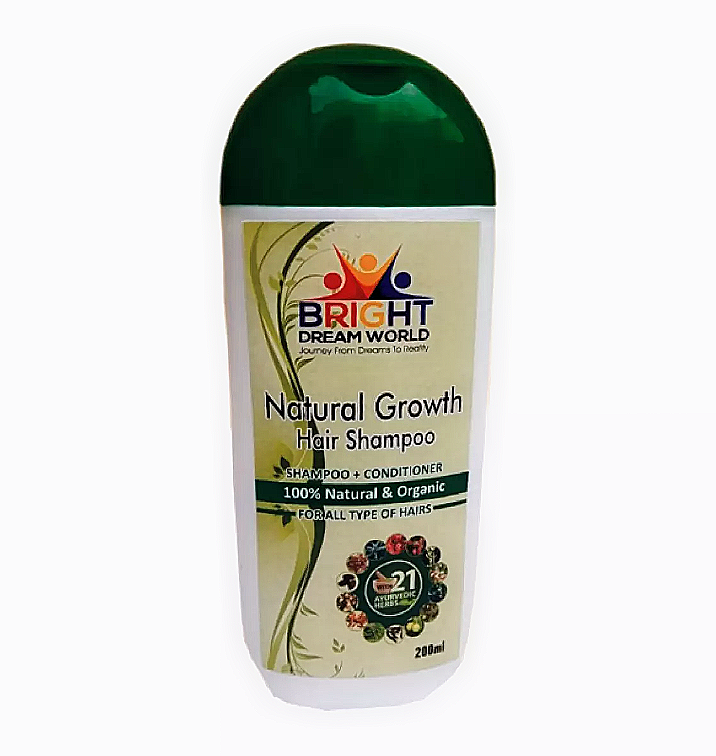 BRIGHT
DREAM WORLD
Journey From Dreams To Reality
Natural Growth
Hair Shampoo
SHAMPOO + CONDITIONER
100% Natural & Organic
FOR ALL TYPE OF HAIRS
WITH 21
AYURVEDIC
HERBS
200ml